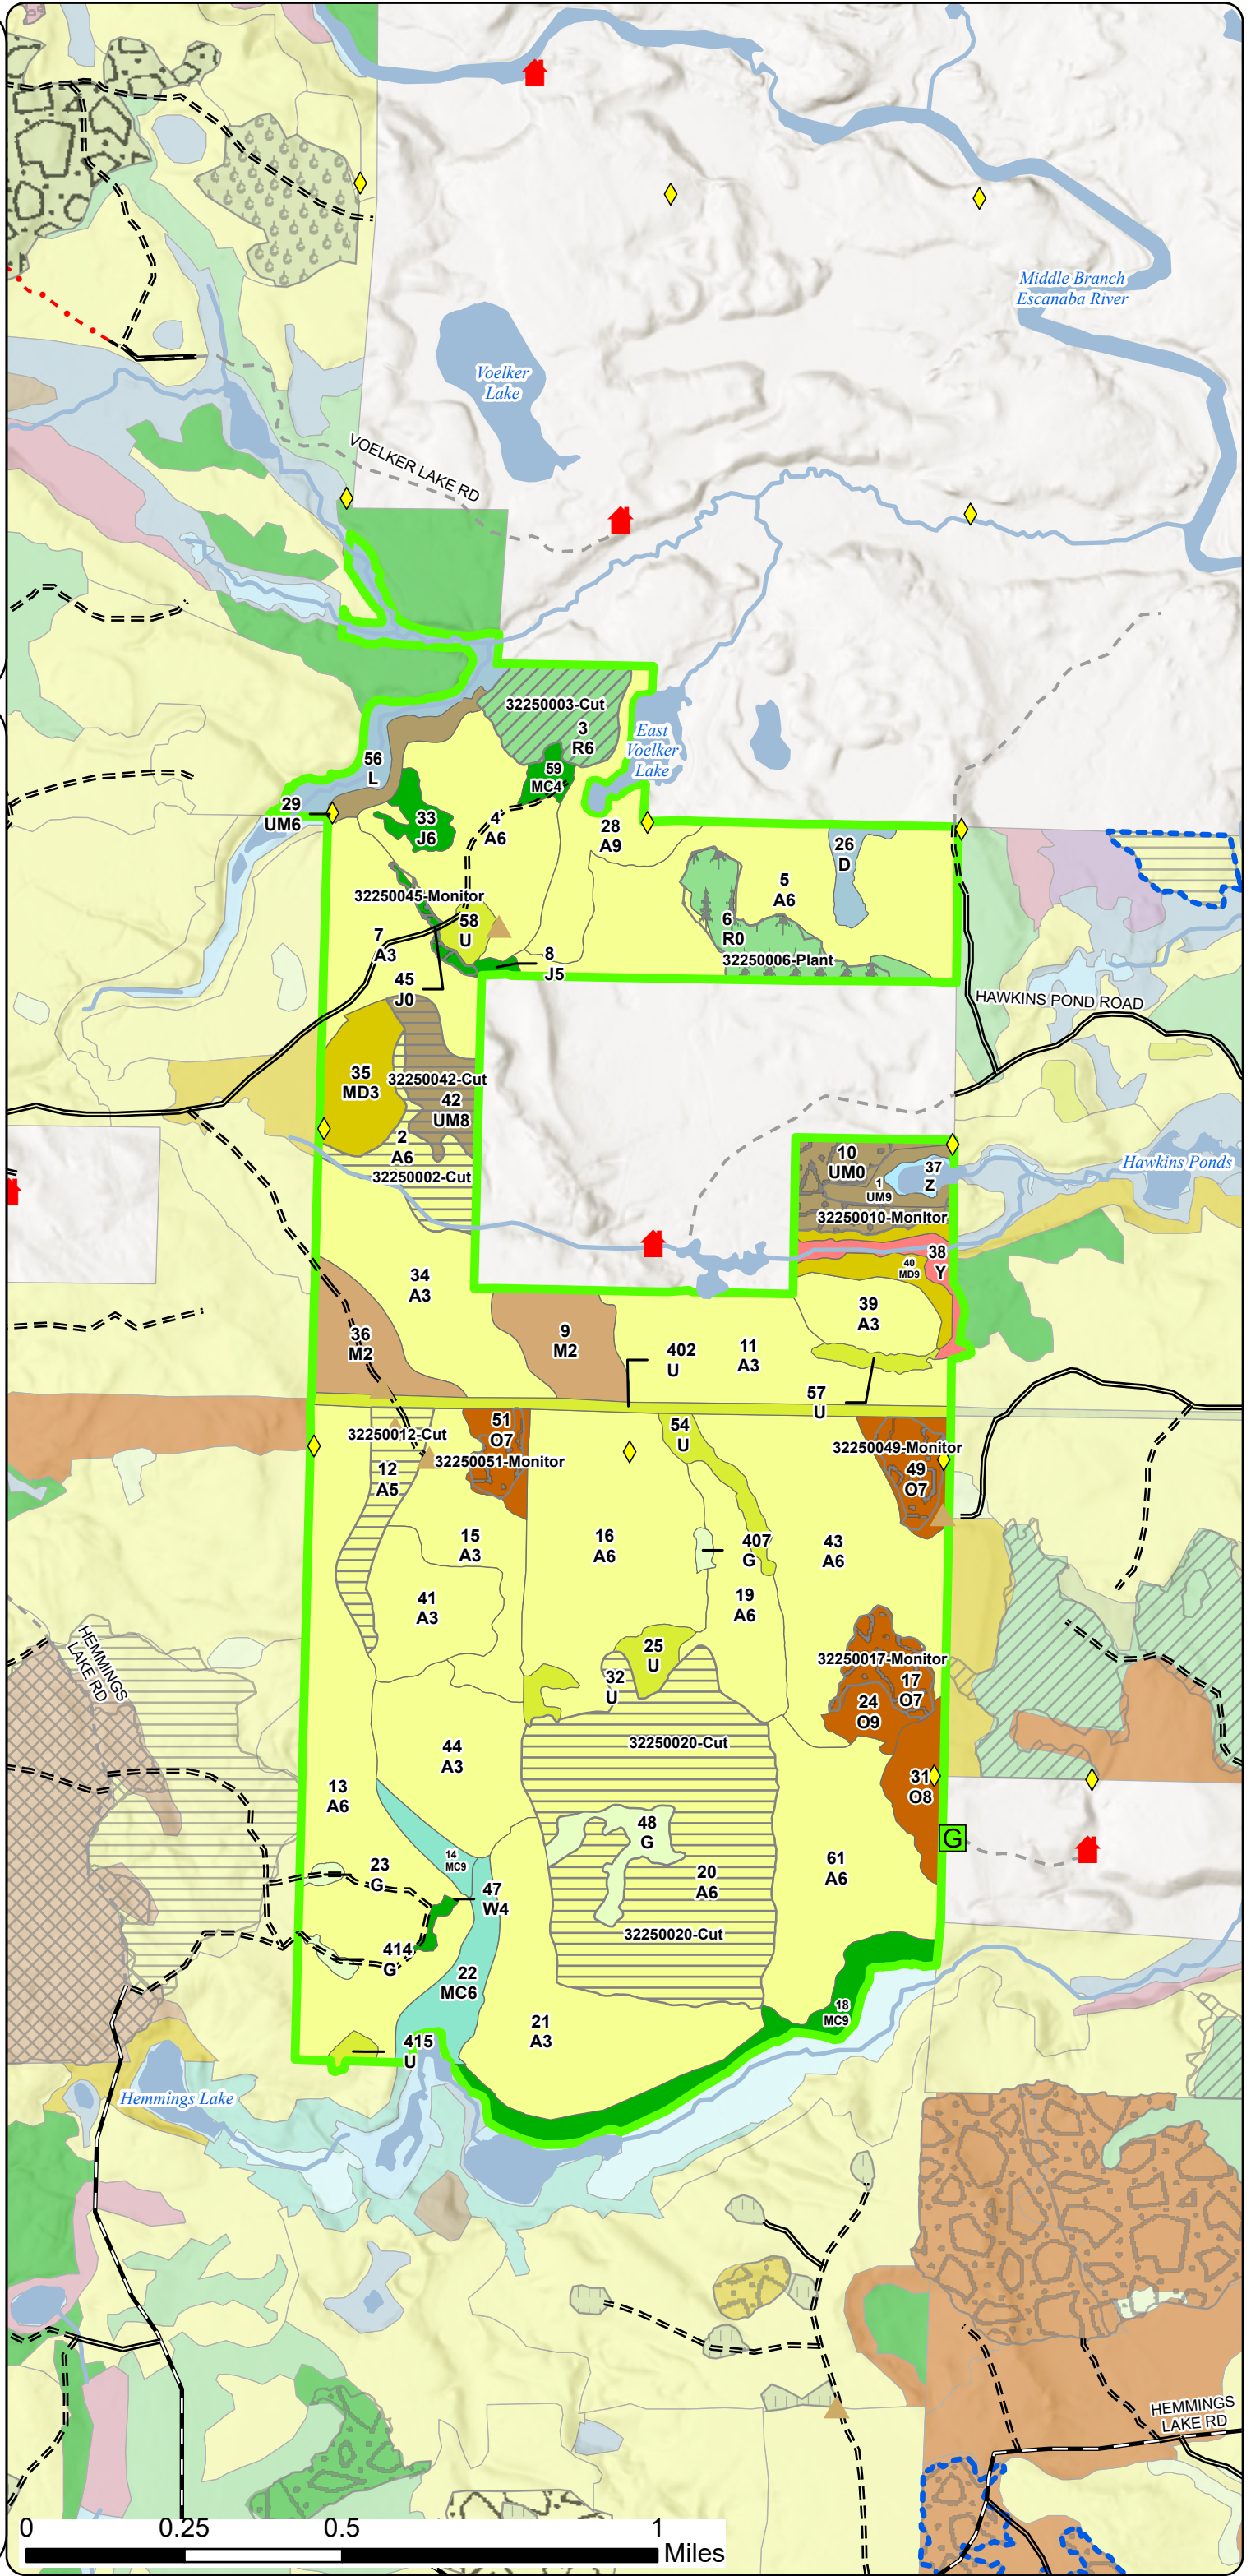 Middle Branch
Escanaba River
Voelker
Lake
VOELKER LAKE RD
32250003-Cut
3
R6
East
Voelker
Lake
56
L
59
MC4
29
UM6
33
J6
4
A6
28
A9
26
D
5
A6
32250045-Monitor
58
U
6
R0
32250006-Plant
7
A3
8
J5
45
J0
HAWKINS POND ROAD
35
MD3
32250042-Cut
42
UM8
2
A6
32250002-Cut
10
UM0
37
Z
1
UM9
Hawkins Ponds
32250010-Monitor
38
Y
40
MD9
34
A3
39
A3
36
M2
9
M2
402
U
11
A3
57
U
32250012-Cut
51
O7
54
U
32250049-Monitor
32250051-Monitor
12
A5
49
O7
15
A3
16
A6
407
G
43
A6
41
A3
19
A6
HEMMINGS
LAKE RD
25
U
32250017-Monitor
32
U
17
O7
24
O9
32250020-Cut
44
A3
31
O8
13
A6
48
G
G
14
MC9
23
G
20
A6
61
A6
47
W4
32250020-Cut
414
G
22
MC6
18
MC9
21
A3
415
U
Hemmings Lake
HEMMINGS
LAKE RD
0 0.25 0.5 1
Miles